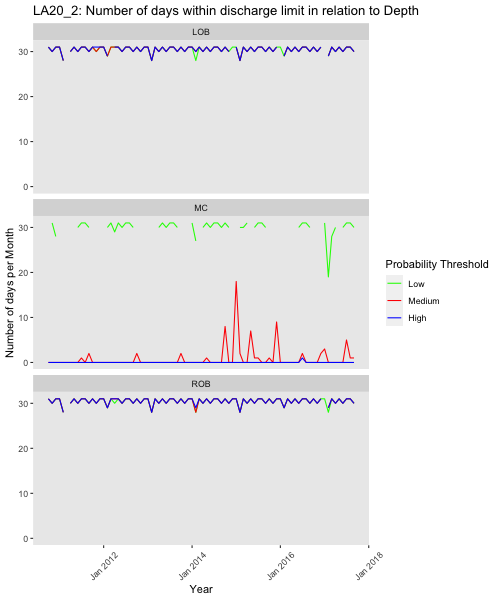 LA20_2: Number of days within discharge limit in relation to Depth
LOB
30
20
10
0
MC
30
20
10
0
ROB
30
20
10
0
Number of days per Month
Jan 2012
Jan 2014
Jan 2016
Jan 2018
Year
Probability Threshold
Low
Medium
High